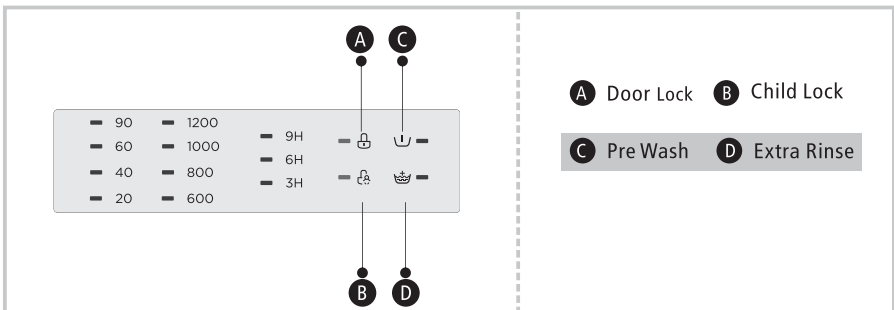 A C
90 1200
60 1000
40 800
20 600
9H
6H
3H
B D
A Door Lock B Child Lock
C Pre Wash D Extra Rinse